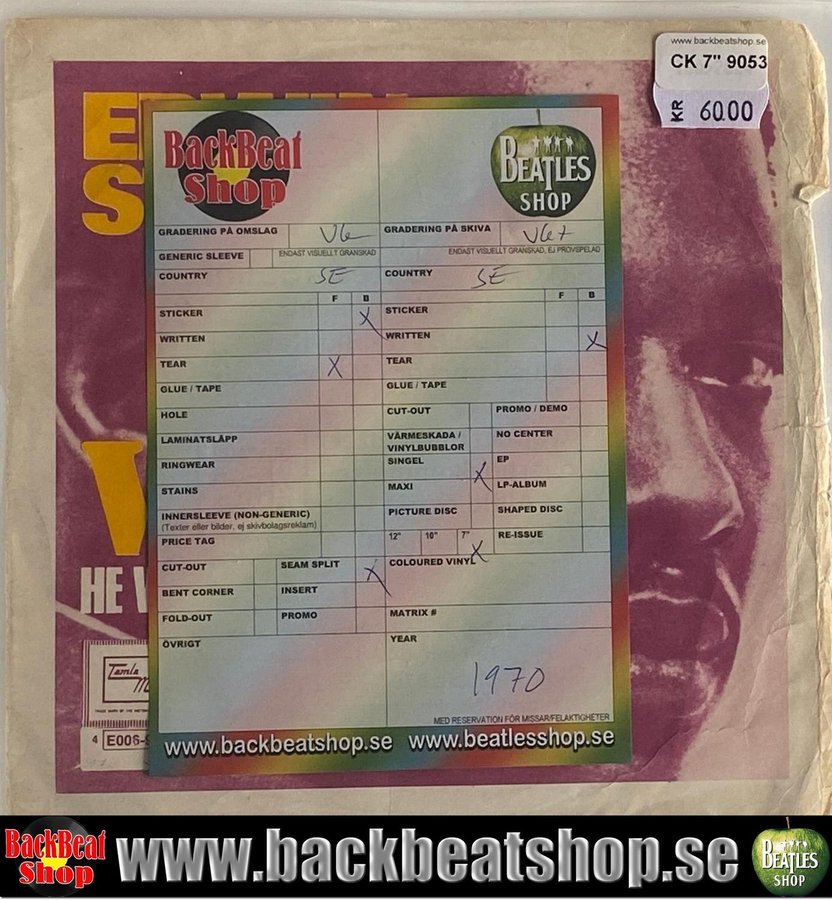 www.backbeatshop.se
CK 7" 9053
KR 60.00
BackBeat
Shop
BEATLES
SHOP
GRADERING PÅ OMSLAG VG GRADERING PÅ SKIVA VG+
GENERIC SLEEVE ENDAST VISUELLT GRANSKAD ENDAST VISUELLT GRANSKAD, EJ PROVSPELAD
COUNTRY SE COUNTRY SE
F B F B
STICKER X STICKER
WRITTEN WRITTEN X
TEAR X TEAR
GLUE / TAPE GLUE / TAPE
HOLE CUT-OUT PROMO / DEMO
LAMINATSLÄPP VÄRMESKADA / VINYLBUBBLOR NO CENTER
RINGWEAR SINGEL X EP
STAINS MAXI LP-ALBUM
INNERSLEEVE (NON-GENERIC) PICTURE DISC SHAPED DISC
(Texter eller bilder, ej skivbolagsreklam)
PRICE TAG 12" 10" 7" X RE-ISSUE
CUT-OUT SEAM SPLIT X COLOURED VINYL
BENT CORNER INSERT
FOLD-OUT PROMO MATRIX #
ÖVRIGT YEAR
1970
MED RESERVATION FÖR MISSAR/FELAKTIGHETER
www.backbeatshop.se www.beatlesshop.se
HE
Tamla
4 E006-
BackBeat
Shop
www.backbeatshop.se
BEATLES
SHOP